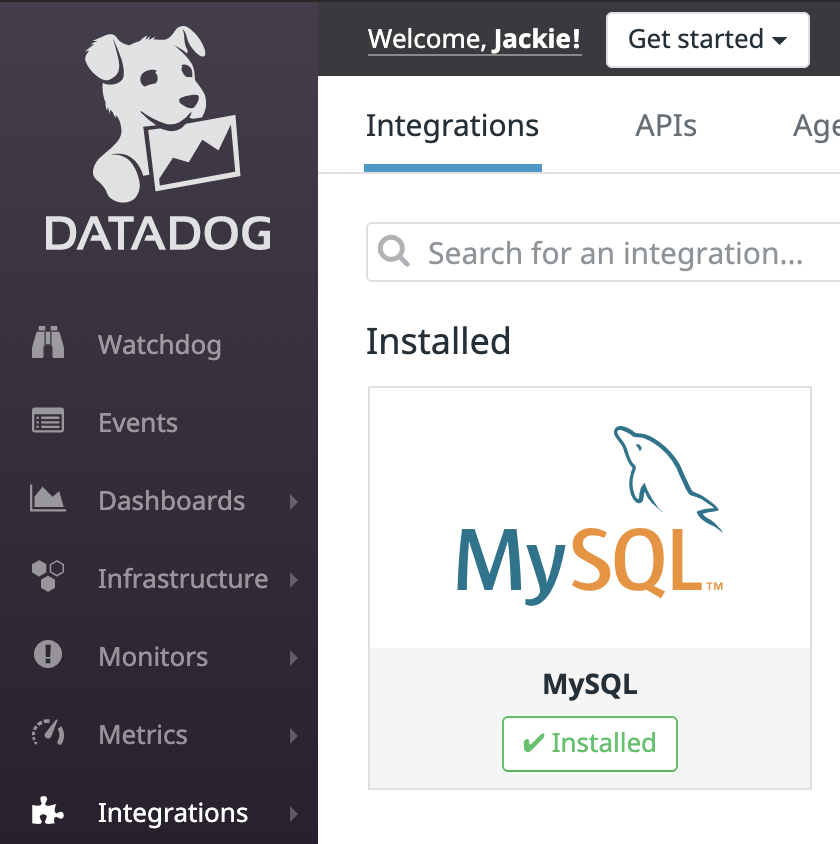 DATADOG
Watchdog
Events
Dashboards
Infrastructure
Monitors
Metrics
Integrations
Welcome, Jackie!
Get started
Integrations APIs
Search for an integration...
Installed
MySQL™
MySQL
✔ Installed